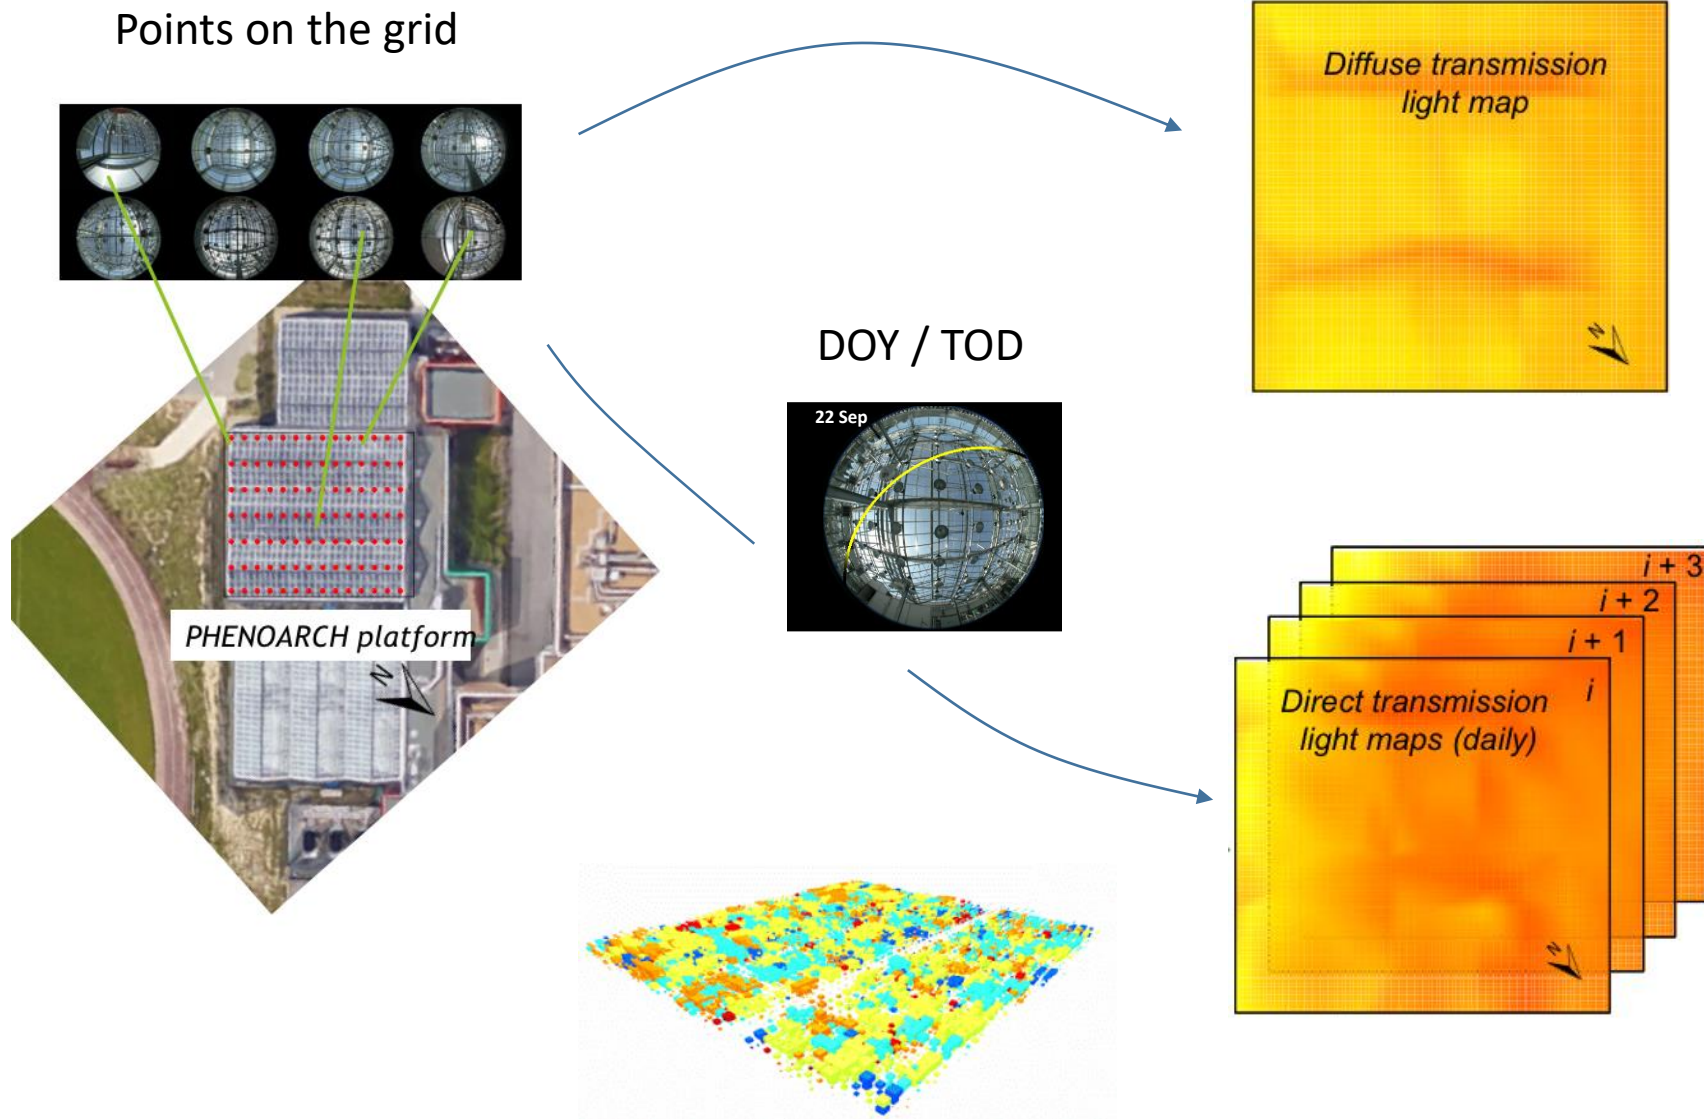 Points on the grid
Diffuse transmission
light map
N
DOY / TOD
22 Sep
PHENOARCH platform
N
i + 3
i + 2
i + 1
i
Direct transmission
light maps (daily)
N